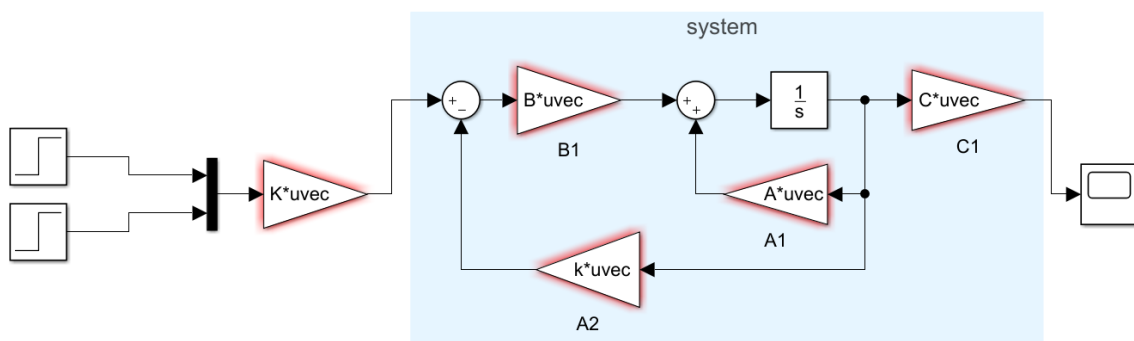 system
+
−
B*uvec
B1
+
+
1
s
C*uvec
C1
K*uvec
A*uvec
A1
k*uvec
A2